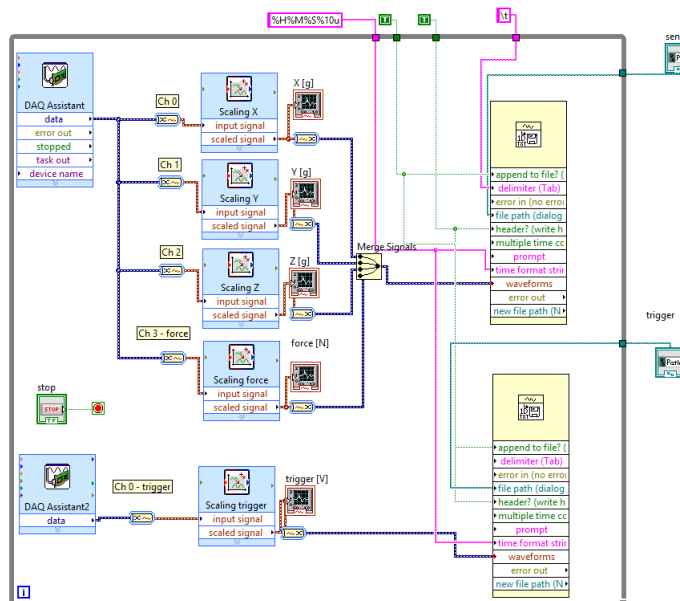 %H%M%S%10u
T
T
\t
sen
Pat
DAQ Assistant
data
error out
stopped
task out
device name
Ch 0
Scaling X
input signal
scaled signal
X [g]
Ch 1
Scaling Y
input signal
scaled signal
Y [g]
Ch 2
Scaling Z
input signal
scaled signal
Z [g]
Ch 3 - force
Scaling force
input signal
scaled signal
force [N]
Merge Signals
append to file? (
delimiter (Tab)
error in (no erro
file path (dialog
header? (write h
multiple time cc
prompt
time format strin
waveforms
error out
new file path (N
trigger
Path
stop
STOP
TF
DAQ Assistant2
data
Ch 0 - trigger
Scaling trigger
input signal
scaled signal
trigger [V]
append to file? (
delimiter (Tab)
error in (no erro
file path (dialog
header? (write h
multiple time cc
prompt
time format strin
waveforms
error out
new file path (N
i